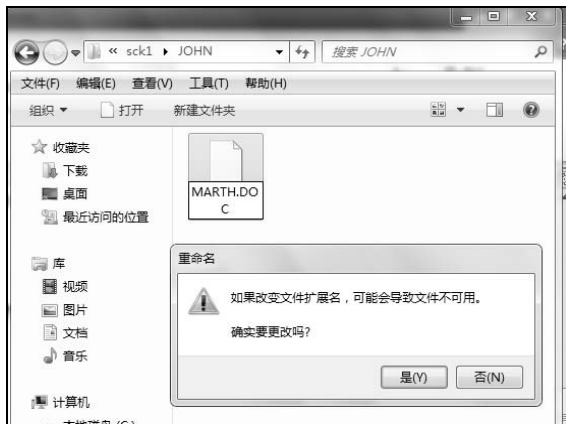 « sck1 ▸ JOHN
搜索 JOHN
文件(F) 编辑(E) 查看(V) 工具(T) 帮助(H)
组织 打开 新建文件夹
收藏夹
下载
桌面
最近访问的位置
库
视频
图片
文档
音乐
计算机
MARTH.DO
C
重命名
如果改变文件扩展名，可能会导致文件不可用。
确实要更改吗?
是(Y) 否(N)